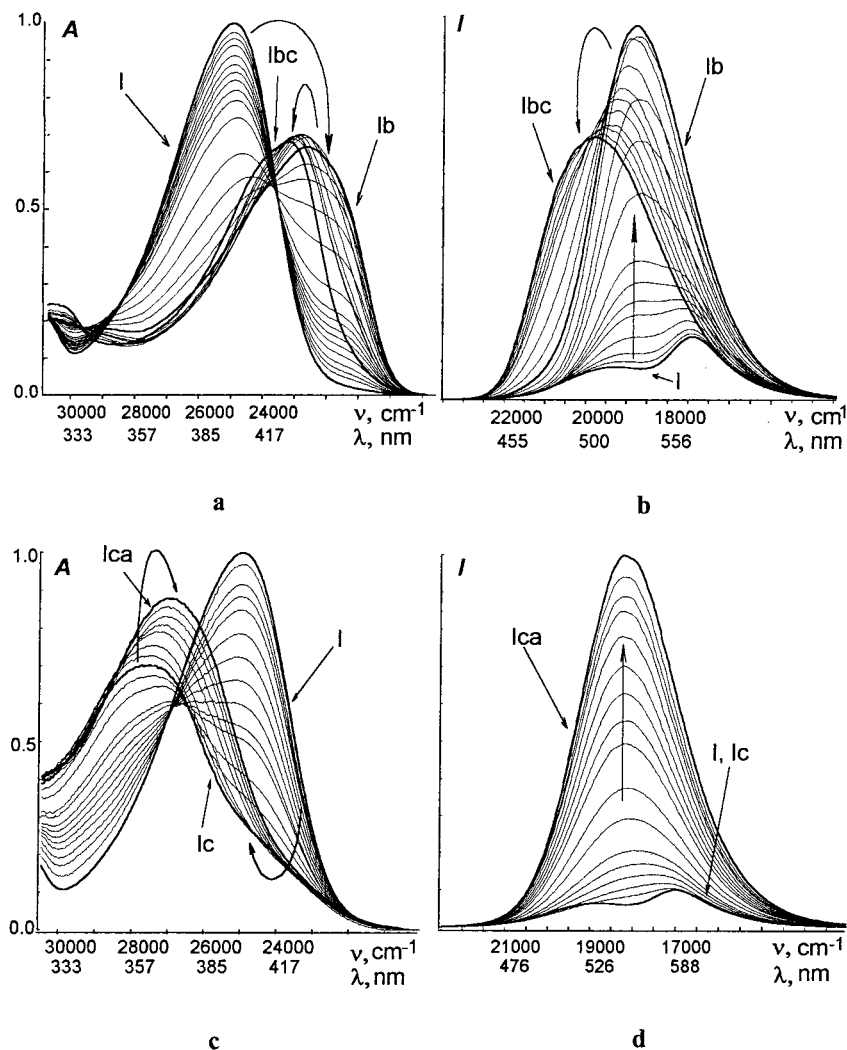 1.0 A
I
Ibc
Ib
0.5
0.0
30000 28000 26000 24000 ν, cm-1
333 357 385 417 λ, nm
a
I
Ib
Ibc
I
22000 20000 18000 ν, cm1
455 500 556 λ, nm
b
Ica
1.0 A
I
0.5
Ic
0.0
30000 28000 26000 24000 ν, cm-1
333 357 385 417 λ, nm
c
I
Ica
I, Ic
21000 19000 17000 ν, cm-1
476 526 588 λ, nm
d